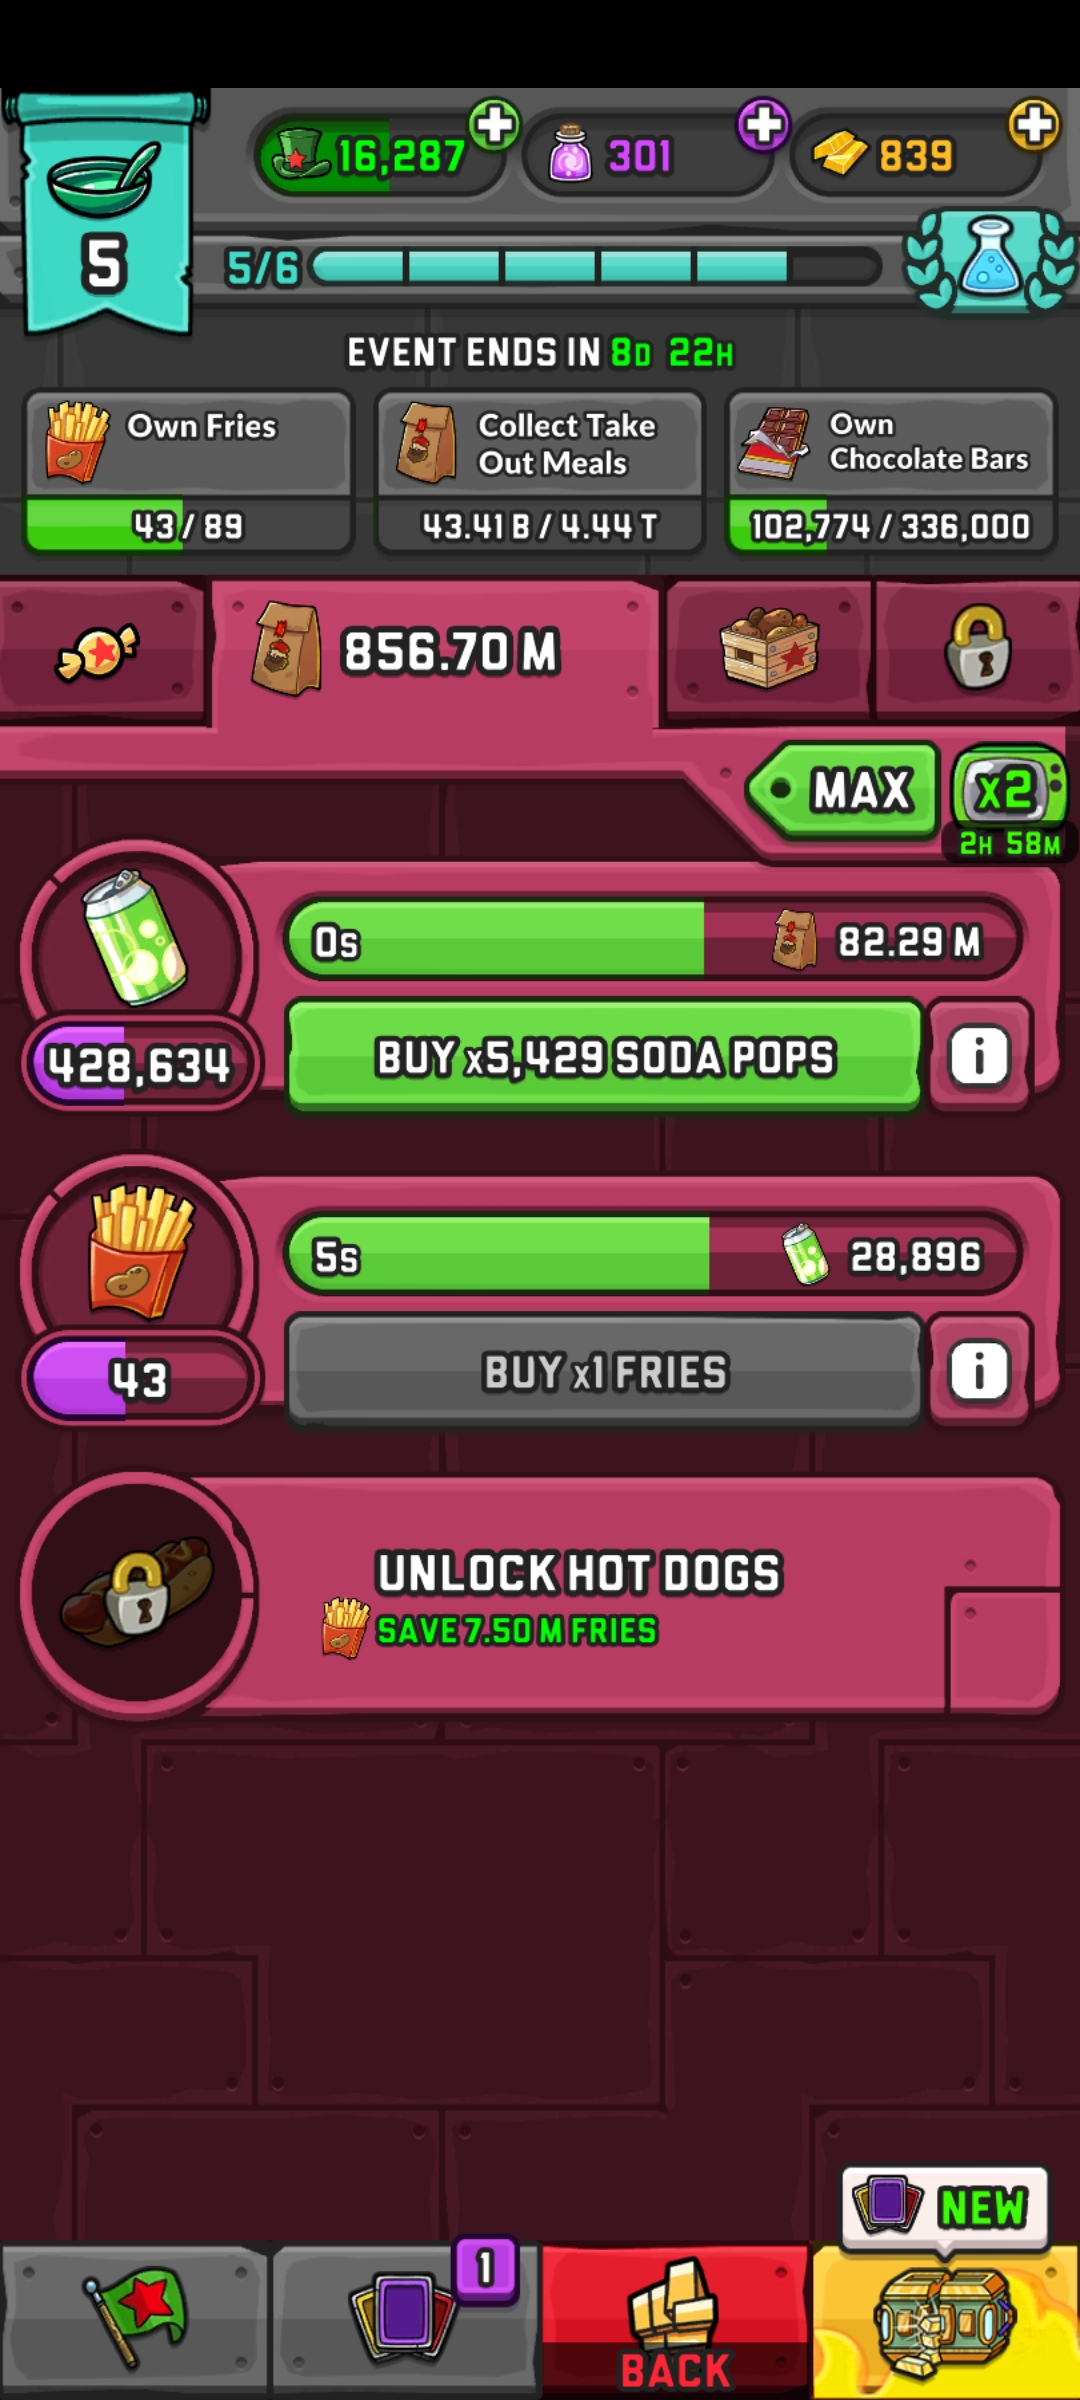 16,287
301
839
5
5/6
EVENT ENDS IN 8D 22H
Own Fries
43 / 89
Collect Take
Out Meals
43.41 B / 4.44 T
Own
Chocolate Bars
102,774 / 336,000
856.70 M
MAX
x2
2H 58M
0s
82.29 M
428,634
BUY x5,429 SODA POPS
i
5s
28,896
43
BUY x1 FRIES
i
UNLOCK HOT DOGS
SAVE 7.50 M FRIES
NEW
1
BACK